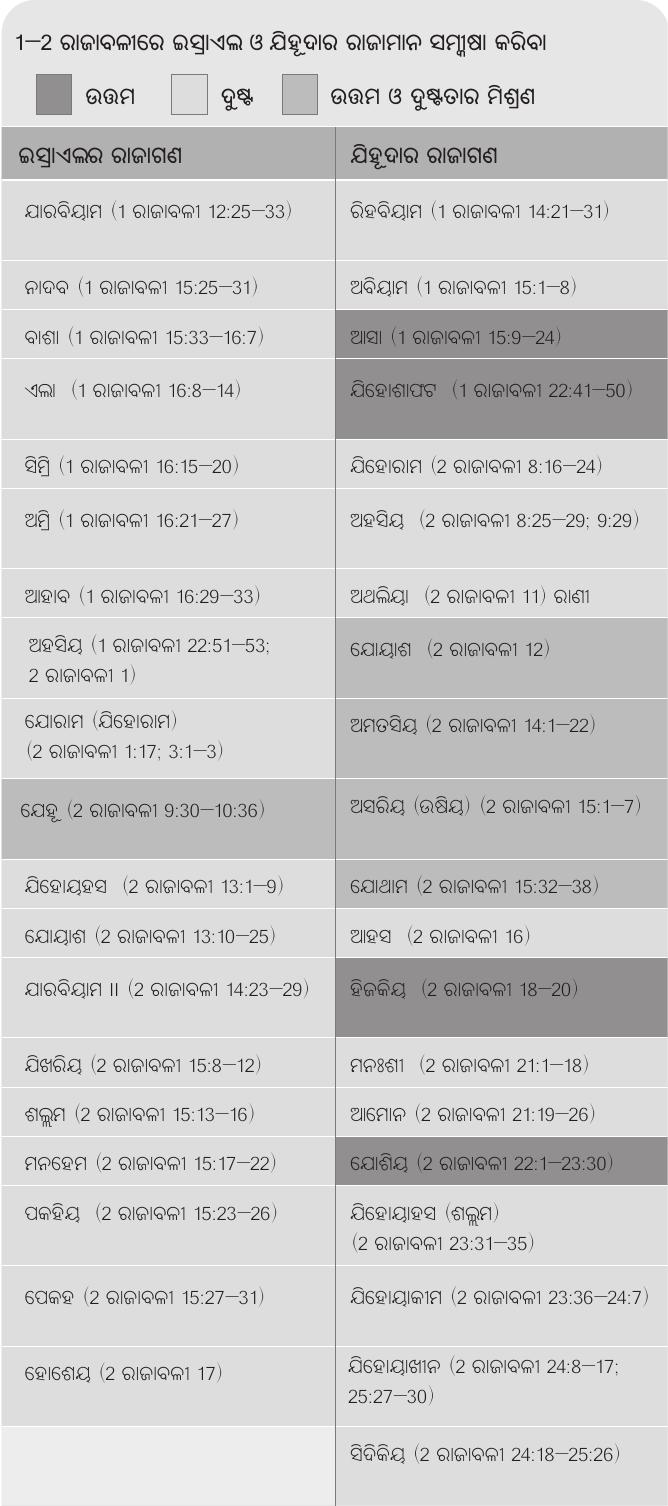 1–2 ରାଜାବଳୀରେ ଇସ୍ରାଏଲ ଓ ଯିହୂଦାର ରାଜାମାନ ସମୀକ୍ଷା କରିବା
ଉତ୍ତମ ଦୁଷ୍ଟ ଉତ୍ତମ ଓ ଦୁଷ୍ଟତାର ମିଶ୍ରଣ
ଇସ୍ରାଏଲର ରାଜାଗଣ ଯିହୂଦାର ରାଜାଗଣ
ଯାରବିୟାମ (1 ରାଜାବଳୀ 12:25–33) ରିହବିୟାମ (1 ରାଜାବଳୀ 14:21–31)
ନାଦବ (1 ରାଜାବଳୀ 15:25–31) ଅବିୟାମ (1 ରାଜାବଳୀ 15:1–8)
ବାଶା (1 ରାଜାବଳୀ 15:33–16:7) ଆସା (1 ରାଜାବଳୀ 15:9–24)
ଏଲା (1 ରାଜାବଳୀ 16:8–14) ଯିହୋଶାଫଟ (1 ରାଜାବଳୀ 22:41–50)
ସିମ୍ରି (1 ରାଜାବଳୀ 16:15–20) ଯିହୋରାମ (2 ରାଜାବଳୀ 8:16–24)
ଅମ୍ରି (1 ରାଜାବଳୀ 16:21–27) ଅହସିୟ (2 ରାଜାବଳୀ 8:25–29; 9:29)
ଆହାବ (1 ରାଜାବଳୀ 16:29–33) ଅଥଲିୟା (2 ରାଜାବଳୀ 11) ରାଣୀ
ଅହସିୟ (1 ରାଜାବଳୀ 22:51–53;
2 ରାଜାବଳୀ 1) ଯୋୟାଶ (2 ରାଜାବଳୀ 12)
ଯୋରାମ (ଯିହୋରାମ)
(2 ରାଜାବଳୀ 1:17; 3:1–3) ଅମତସିୟ (2 ରାଜାବଳୀ 14:1–22)
ଯେହୂ (2 ରାଜାବଳୀ 9:30–10:36) ଅସରିୟ (ଉଷିୟ) (2 ରାଜାବଳୀ 15:1–7)
ଯିହୋୟହସ (2 ରାଜାବଳୀ 13:1–9) ଯୋଥାମ (2 ରାଜାବଳୀ 15:32–38)
ଯୋୟାଶ (2 ରାଜାବଳୀ 13:10–25) ଆହସ (2 ରାଜାବଳୀ 16)
ଯାରବିୟାମ II (2 ରାଜାବଳୀ 14:23–29) ହିଜକିୟ (2 ରାଜାବଳୀ 18–20)
ଯିଖରିୟ (2 ରାଜାବଳୀ 15:8–12) ମନଃଶୀ (2 ରାଜାବଳୀ 21:1–18)
ଶଲ୍ଲମ (2 ରାଜାବଳୀ 15:13–16) ଆମୋନ (2 ରାଜାବଳୀ 21:19–26)
ମନହେମ (2 ରାଜାବଳୀ 15:17–22) ଯୋଶିୟ (2 ରାଜାବଳୀ 22:1–23:30)
ପକହିୟ (2 ରାଜାବଳୀ 15:23–26) ଯିହୋୟାହସ (ଶଲ୍ଲମ)
(2 ରାଜାବଳୀ 23:31–35)
ପେକହ (2 ରାଜାବଳୀ 15:27–31) ଯିହୋୟାକୀମ (2 ରାଜାବଳୀ 23:36–24:7)
ହୋଶେୟ (2 ରାଜାବଳୀ 17) ଯିହୋୟାଖୀନ (2 ରାଜାବଳୀ 24:8–17;
25:27–30)
ସିଦିକିୟ (2 ରାଜାବଳୀ 24:18–25:26)